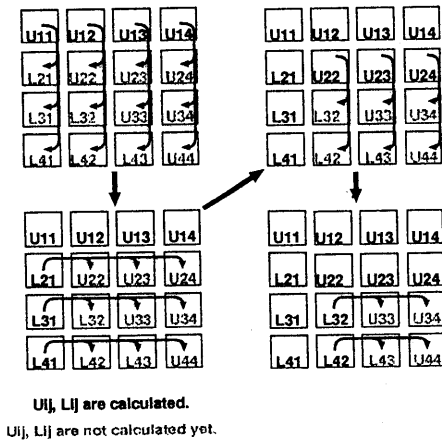 U11 U12 U13 U14
L21 U22 U23 U24
L31 L32 U33 U34
L41 L42 L43 U44
U11 U12 U13 U14
L21 U22 U23 U24
L31 L32 U33 U34
L41 L42 L43 U44
U11 U12 U13 U14
L21 U22 U23 U24
L31 L32 U33 U34
L41 L42 L43 U44
U11 U12 U13 U14
L21 U22 U23 U24
L31 L32 U33 U34
L41 L42 L43 U44
Uij, Lij are calculated.
Uij, Lij are not calculated yet.